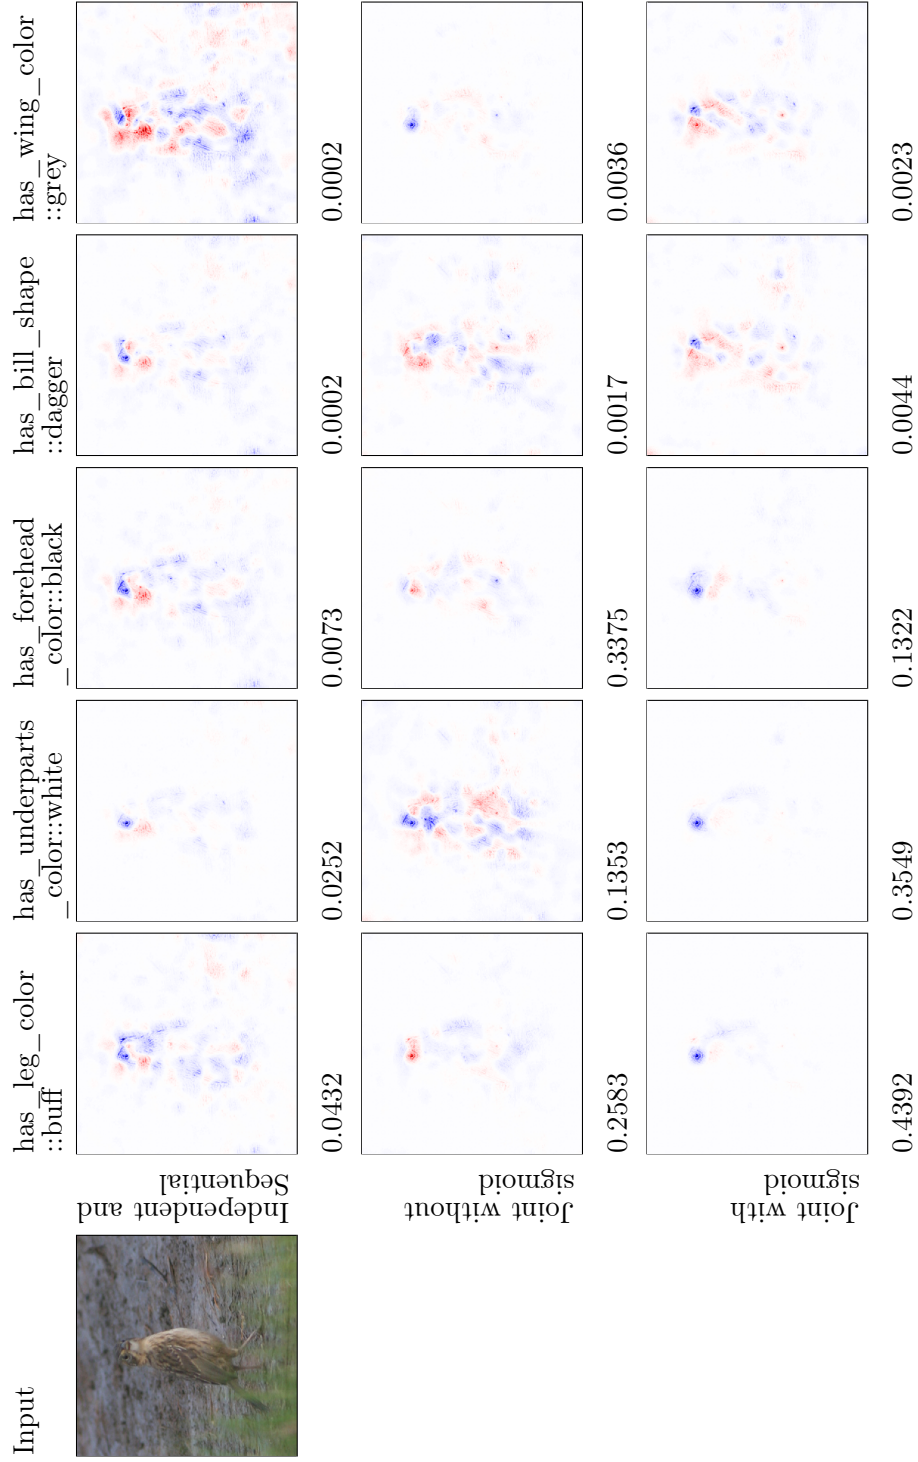 Input
has_leg_color
::buff
has_underparts
_color::white
has_forehead
_color::black
has_bill_shape
::dagger
has_wing_color
::grey
Independent and
Sequential
0.0432
0.0252
0.0073
0.0002
0.0002
Joint without
sigmoid
0.2583
0.1353
0.3375
0.0017
0.0036
Joint with
sigmoid
0.4392
0.3549
0.1322
0.0044
0.0023